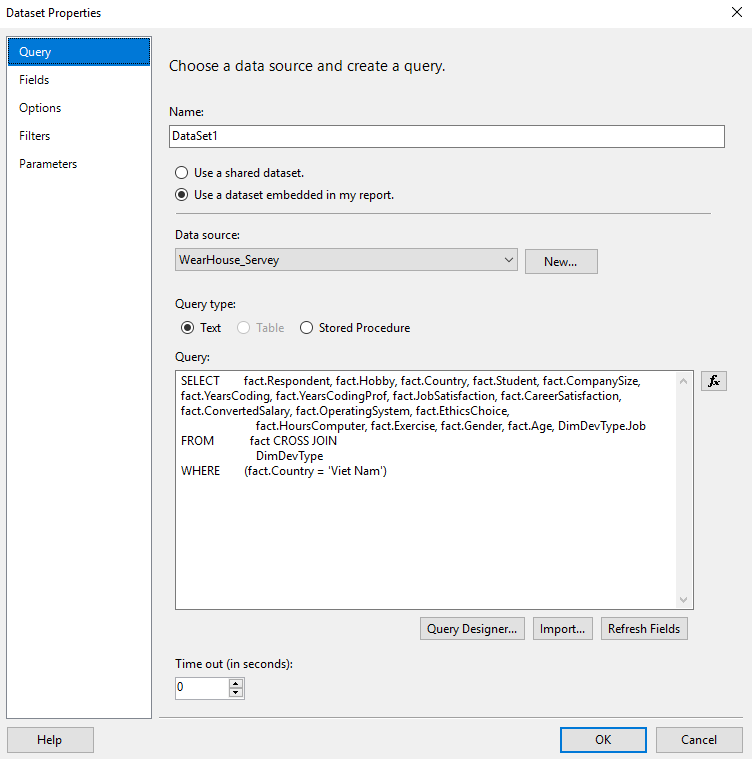 Dataset Properties
Query
Fields
Options
Filters
Parameters
Choose a data source and create a query.
Name:
DataSet1
Use a shared dataset.
Use a dataset embedded in my report.
Data source:
WearHouse_Servey
New...
Query type:
Text
Table
Stored Procedure
Query:
SELECT fact.Respondent, fact.Hobby, fact.Country, fact.Student, fact.CompanySize,
fact.YearsCoding, fact.YearsCodingProf, fact.JobSatisfaction, fact.CareerSatisfaction,
fact.ConvertedSalary, fact.OperatingSystem, fact.EthicsChoice,
fact.HoursComputer, fact.Exercise, fact.Gender, fact.Age, DimDevType.Job
FROM fact CROSS JOIN
DimDevType
WHERE (fact.Country = 'Viet Nam')
fx
Query Designer...
Import...
Refresh Fields
Time out (in seconds):
0
Help
OK
Cancel